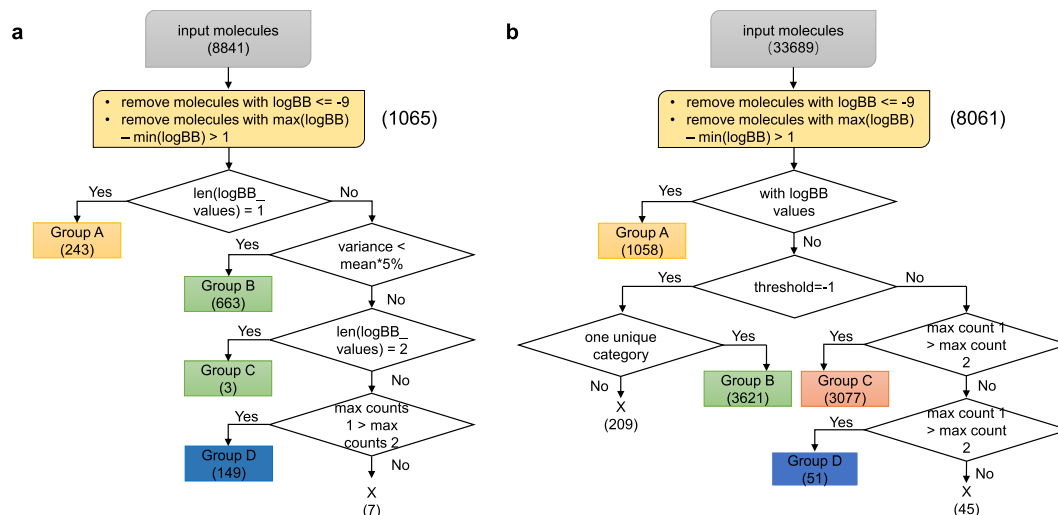 a
input molecules
(8841)
• remove molecules with logBB <= -9
• remove molecules with max(logBB)
– min(logBB) > 1
(1065)
Yes
len(logBB_
values) = 1
No
Group A
(243)
Yes
variance <
mean*5%
Group B
(663)
No
Yes
len(logBB_
values) = 2
Group C
(3)
No
Yes
max counts
1 > max
counts 2
Group D
(149)
No
X
(7)
b
input molecules
(33689)
• remove molecules with logBB <= -9
• remove molecules with max(logBB)
– min(logBB) > 1
(8061)
Yes
with logBB
values
Group A
(1058)
No
Yes
threshold=-1
No
one unique
category
Yes
No
X
(209)
Group B
(3621)
Yes
max count 1
> max count
2
Group C
(3077)
No
Yes
max count 1
> max count
2
Group D
(51)
No
X
(45)